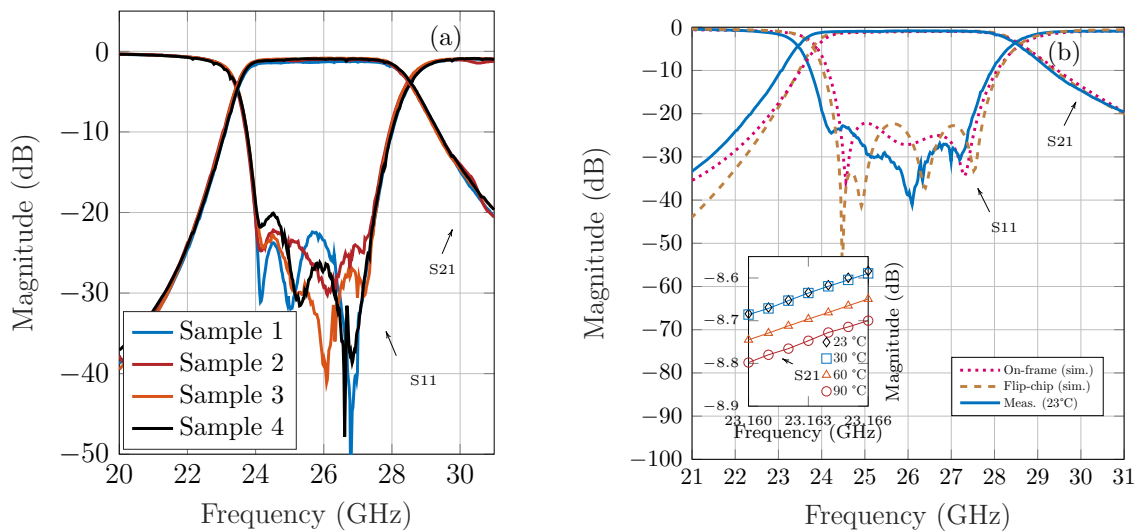 (a)
Magnitude (dB)
0
−10
−20
−30
−40
−50
20
22
24
26
28
30
Frequency (GHz)
S21
S11
Sample 1
Sample 2
Sample 3
Sample 4
(b)
Magnitude (dB)
0
−10
−20
−30
−40
−50
−60
−70
−80
−90
−100
21
22
23
24
25
26
27
28
29
30
31
Frequency (GHz)
S21
S11
−8.6
−8.7
−8.8
−8.9
23.160
23.163
23.166
Frequency (GHz)
Magnitude (dB)
S21
23 °C
30 °C
60 °C
90 °C
On-frame (sim.)
Flip-chip (sim.)
Meas. (23°C)